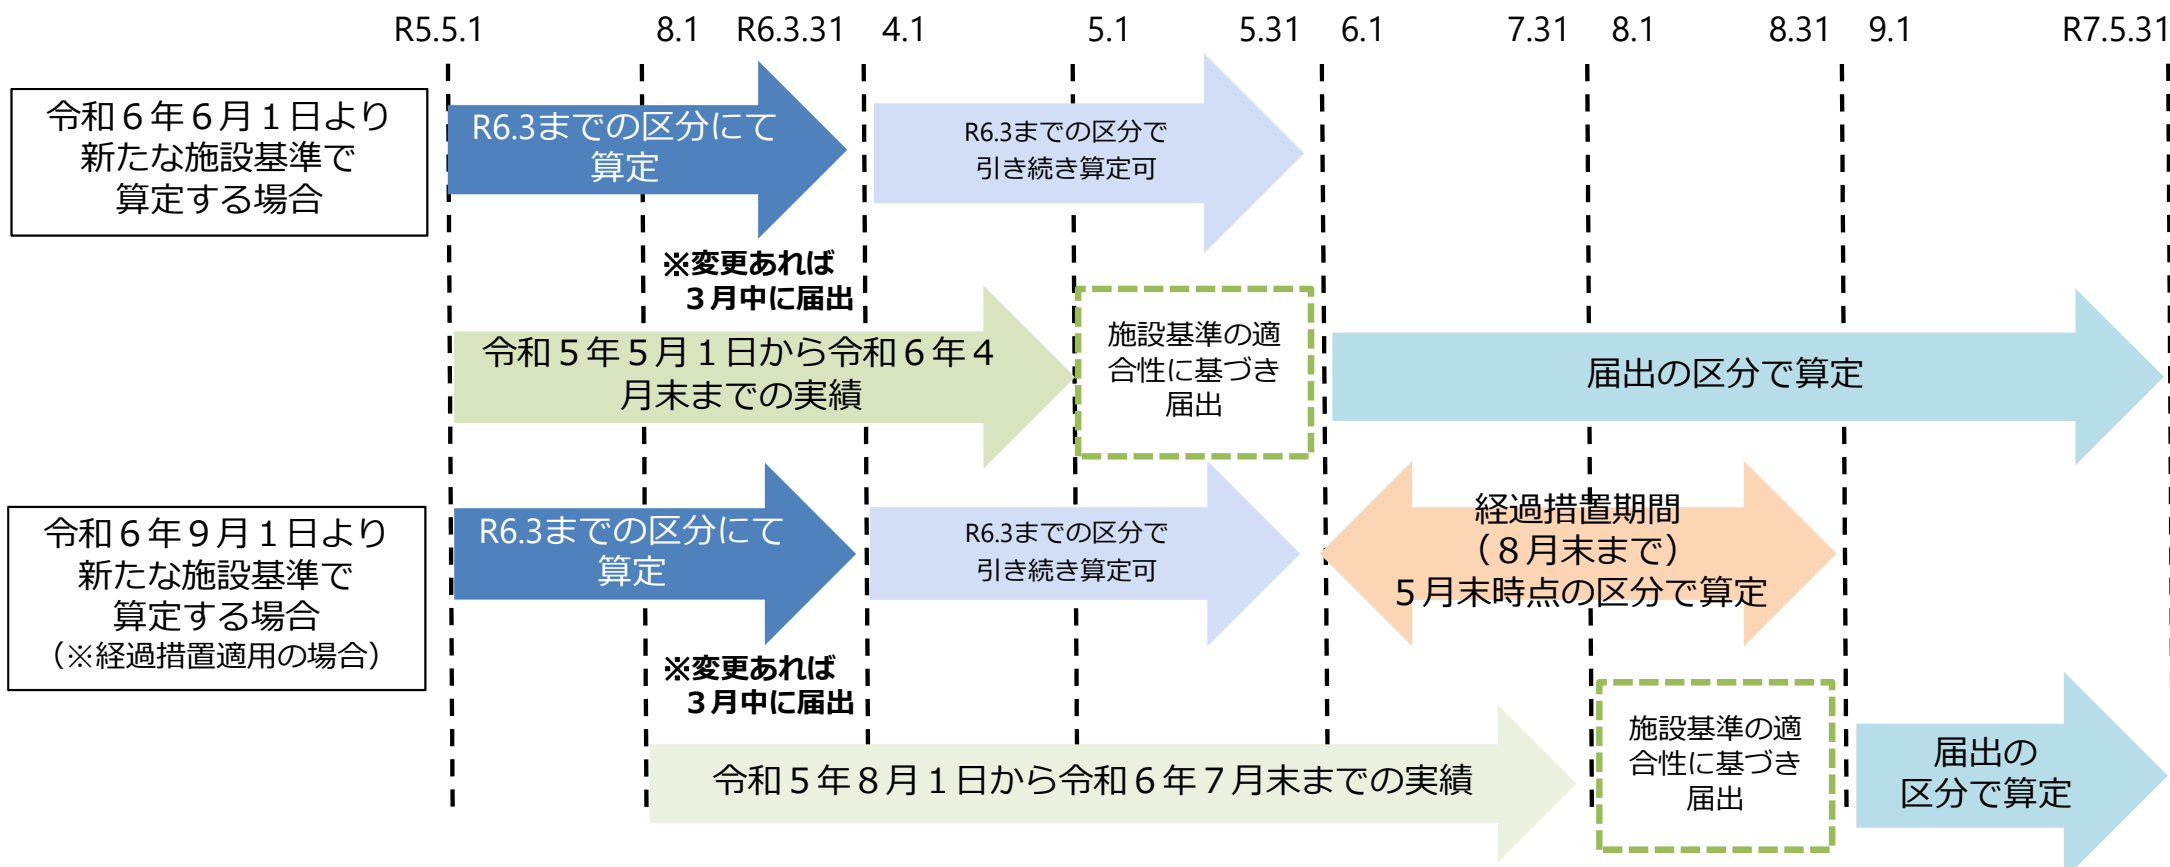 R5.5.1 8.1 R6.3.31 4.1 5.1 5.31 6.1 7.31 8.1 8.31 9.1 R7.5.31
令和６年６月１日より
新たな施設基準で
算定する場合
R6.3までの区分にて
算定
R6.3までの区分で
引き続き算定可
※変更あれば
３月中に届出
令和５年５月１日から令和６年４
月末までの実績
施設基準の適
合性に基づき
届出
届出の区分で算定
令和６年９月１日より
新たな施設基準で
算定する場合
（※経過措置適用の場合）
R6.3までの区分にて
算定
R6.3までの区分で
引き続き算定可
経過措置期間
（８月末まで）
５月末時点の区分で算定
※変更あれば
３月中に届出
令和５年８月１日から令和６年７月末までの実績
施設基準の適
合性に基づき
届出
届出の
区分で算定